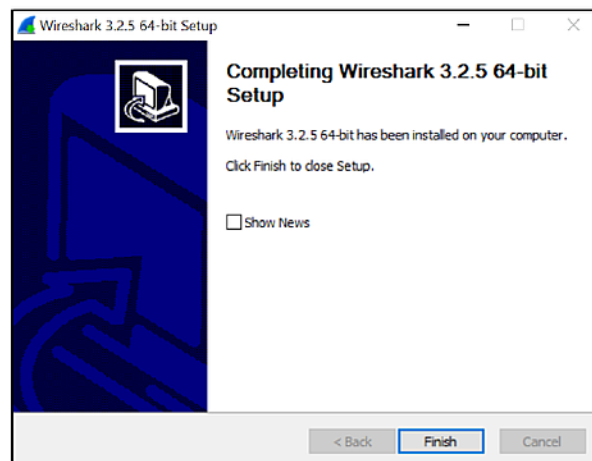 Wireshark 3.2.5 64-bit Setup
Completing Wireshark 3.2.5 64-bit
Setup
Wireshark 3.2.5 64-bit has been installed on your computer.
Click Finish to close Setup.
Show News
< Back
Finish
Cancel